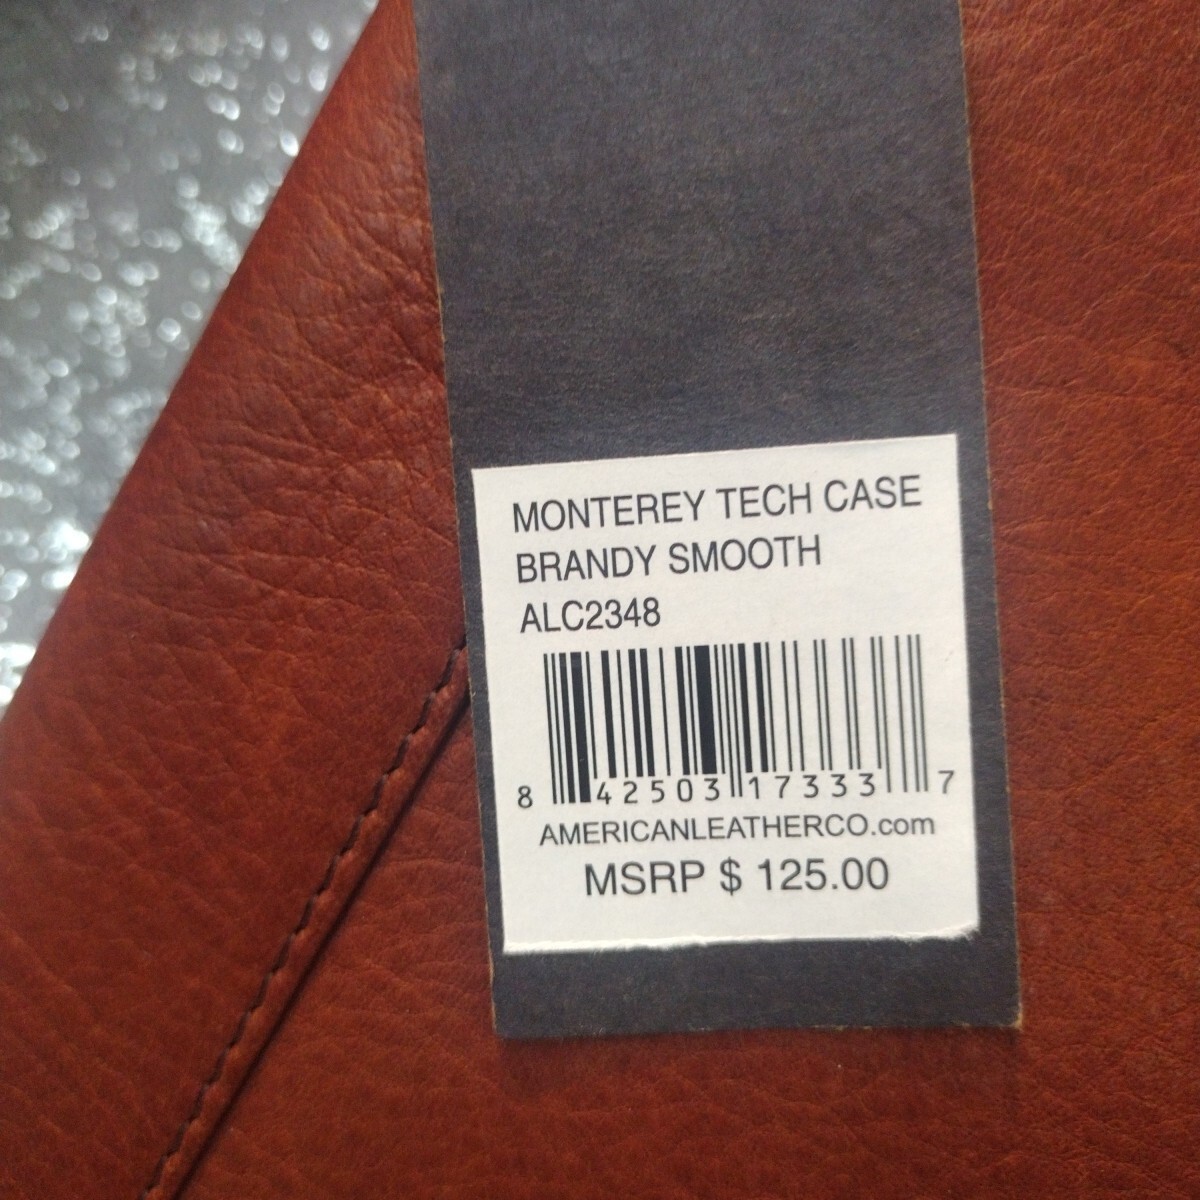 MONTEREY TECH CASE
BRANDY SMOOTH
ALC2348
8 42503 17333 7
AMERICANLEATHERCO.com
MSRP $ 125.00